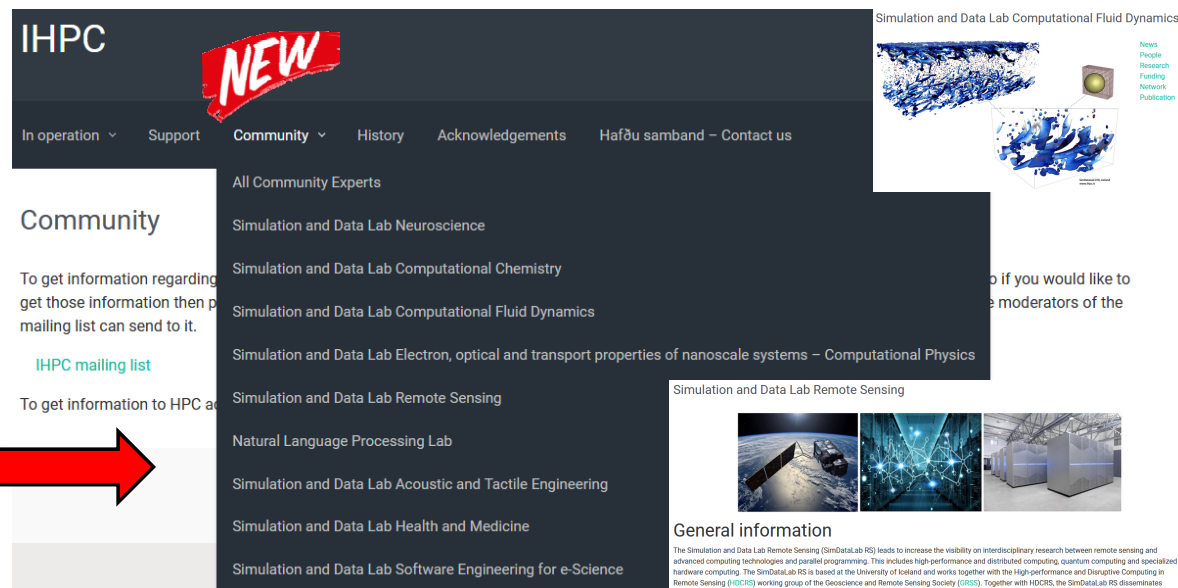 IHPC
NEW
In operation
Support
Community
History
Acknowledgements
Hafðu samband – Contact us
All Community Experts
Simulation and Data Lab Neuroscience
Simulation and Data Lab Computational Chemistry
Simulation and Data Lab Computational Fluid Dynamics
Simulation and Data Lab Electron, optical and transport properties of nanoscale systems – Computational Physics
Simulation and Data Lab Remote Sensing
Natural Language Processing Lab
Simulation and Data Lab Acoustic and Tactile Engineering
Simulation and Data Lab Health and Medicine
Simulation and Data Lab Software Engineering for e-Science
Community
To get information regarding
o if you would like to
get those information then p
e moderators of the
mailing list can send to it.
IHPC mailing list
To get information to HPC ac
Simulation and Data Lab Computational Fluid Dynamics
News
People
Research
Funding
Network
Publication
Simulation and Data Lab Remote Sensing
General information
The Simulation and Data Lab Remote Sensing (SimDataLab RS) leads to increase the visibility on interdisciplinary research between remote sensing and
advanced computing technologies and parallel programming. This includes high-performance and distributed computing, quantum computing and specialized
hardware computing. The SimDataLab RS is based at the University of Iceland and works together with the High-performance and Disruptive Computing in
Remote Sensing (HDCRS) working group of the Geoscience and Remote Sensing Society (GRSS). Together with HDCRS, the SimDataLab RS disseminates